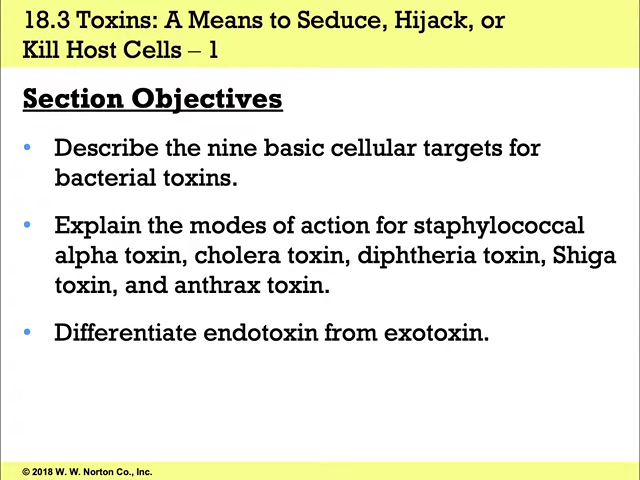 18.3 Toxins: A Means to Seduce, Hijack, or
Kill Host Cells – 1
Section Objectives
• Describe the nine basic cellular targets for
bacterial toxins.
• Explain the modes of action for staphylococcal
alpha toxin, cholera toxin, diphtheria toxin, Shiga
toxin, and anthrax toxin.
• Differentiate endotoxin from exotoxin.
© 2018 W. W. Norton Co., Inc.